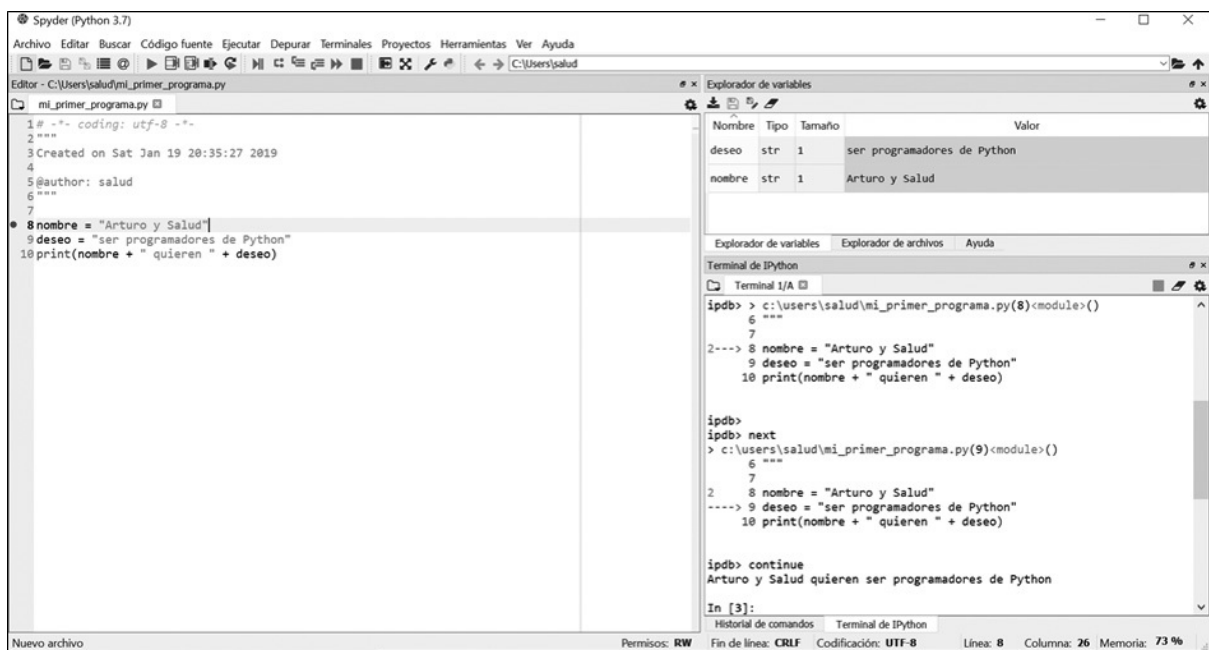 Spyder (Python 3.7)
Archivo Editar Buscar Código fuente Ejecutar Depurar Terminales Proyectos Herramientas Ver Ayuda
C:\Users\salud
Editor - C:\Users\salud\mi_primer_programa.py
mi_primer_programa.py
1 # -*- coding: utf-8 -*-
2 """
3 Created on Sat Jan 19 20:35:27 2019
4
5 @author: salud
6 """
7
8 nombre = "Arturo y Salud"
9 deseo = "ser programadores de Python"
10 print(nombre + " quieren " + deseo)
Explorador de variables
Nombre Tipo Tamaño Valor
deseo str 1 ser programadores de Python
nombre str 1 Arturo y Salud
Explorador de variables Explorador de archivos Ayuda
Terminal de IPython
Terminal 1/A
ipdb> > c:\users\salud\mi_primer_programa.py(8)<module>()
6 """
7
2---> 8 nombre = "Arturo y Salud"
9 deseo = "ser programadores de Python"
10 print(nombre + " quieren " + deseo)
ipdb>
ipdb> next
> c:\users\salud\mi_primer_programa.py(9)<module>()
6 """
7
2 8 nombre = "Arturo y Salud"
----> 9 deseo = "ser programadores de Python"
10 print(nombre + " quieren " + deseo)
ipdb> continue
Arturo y Salud quieren ser programadores de Python
In [3]:
Historial de comandos Terminal de IPython
Nuevo archivo Permisos: RW Fin de línea: CRLF Codificación: UTF-8 Línea: 8 Columna: 26 Memoria: 73 %